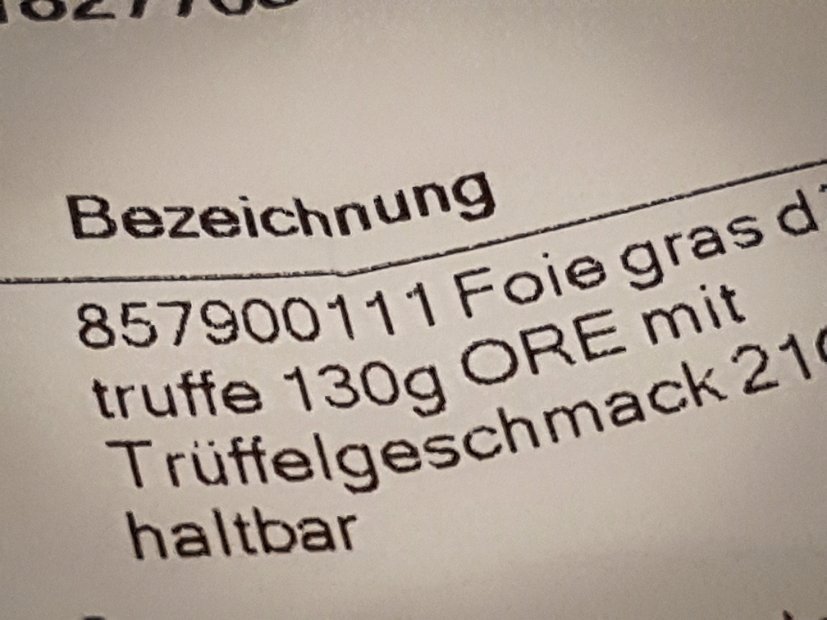 Bezeichnung
857900111 Foie gras
truffe 130g ORE mit
Trüffelgeschmack
haltbar